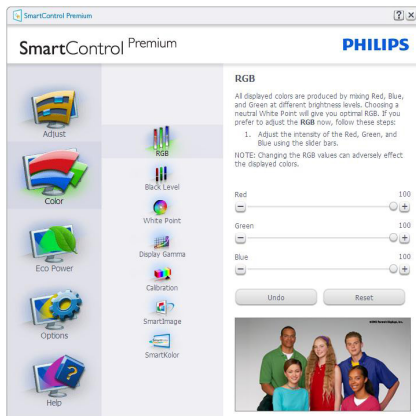 SmartControl Premium
SmartControl Premium
PHILIPS
Adjust
Color
Eco Power
Options
Help
RGB
Black Level
White Point
Display Gamma
Calibration
SmartImage
SmartKolor
RGB
All displayed colors are produced by mixing Red, Blue,
and Green at different brightness levels. Choosing a
neutral White Point will give you optimal RGB. If you
prefer to adjust the RGB now, follow these steps:
1. Adjust the intensity of the Red, Green, and
Blue using the slider bars.
NOTE: Changing the RGB values can adversely effect
the displayed colors.
Red 100
Green 100
Blue 100
Undo Reset